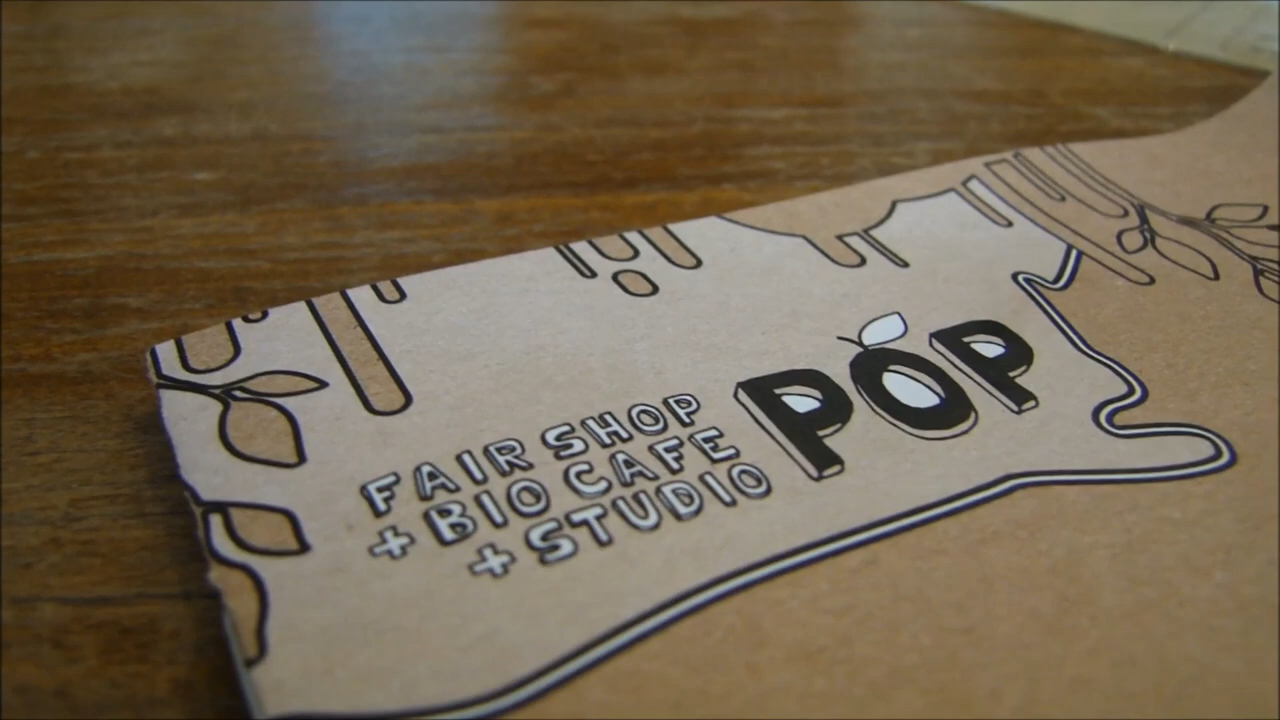 FAIR SHOP
+ BIO CAFE
+ STUDIO
POP